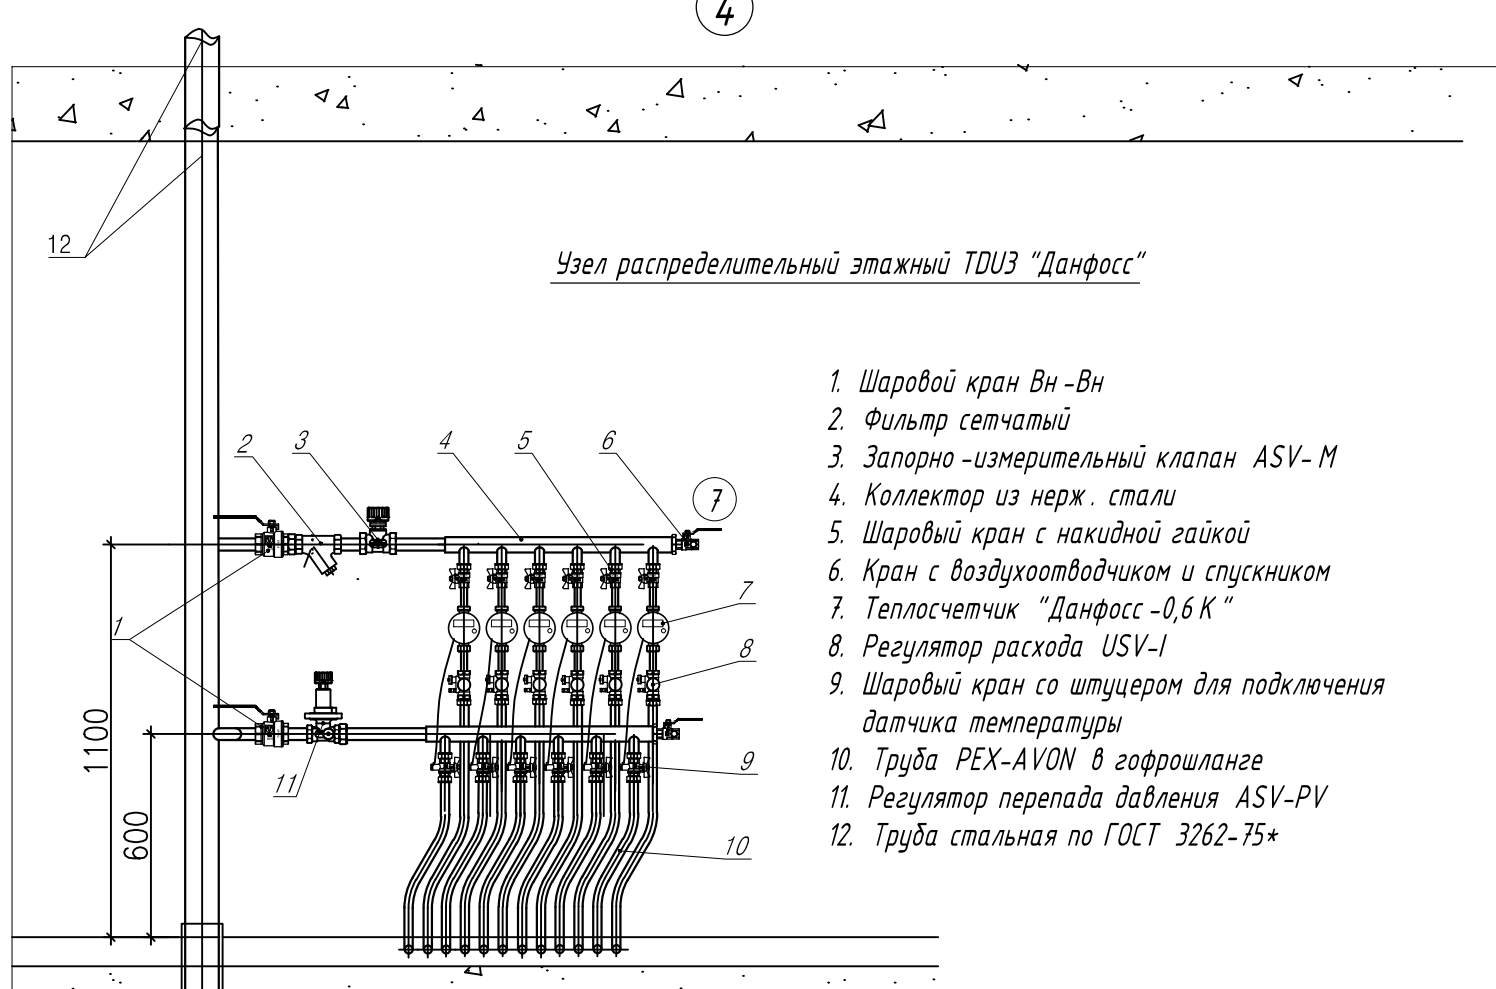 4
12
Узел распределительный этажный TDU3 "Данфосс"
1. Шаровой кран Вн-Вн
2. Фильтр сетчатый
3. Запорно-измерительный клапан ASV-M
4. Коллектор из нерж. стали
5. Шаровый кран с накидной гайкой
6. Кран с воздухоотводчиком и спускником
7. Теплосчетчик "Данфосс-0,6 К"
8. Регулятор расхода USV-I
9. Шаровый кран со штуцером для подключения
датчика температуры
10. Труба PEX-AVON в гофрошланге
11. Регулятор перепада давления ASV-PV
12. Труба стальная по ГОСТ 3262-75*
2
3
4
5
6
7
7
1
8
1100
11
9
600
10